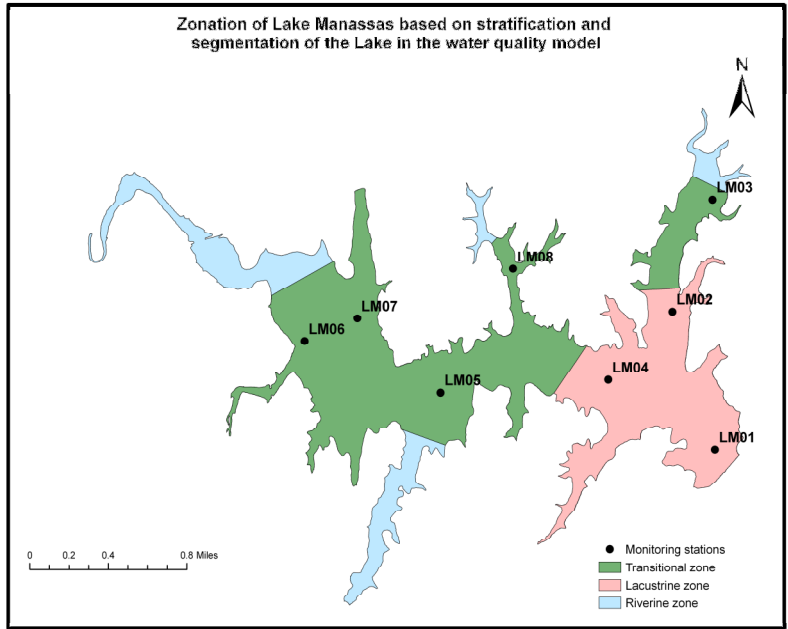 Zonation of Lake Manassas based on stratification and
segmentation of the Lake in the water quality model
N
LM03
LM08
LM02
LM07
LM06
LM04
LM05
LM01
0 0.2 0.4 0.8 Miles
Monitoring stations
Transitional zone
Lacustrine zone
Riverine zone